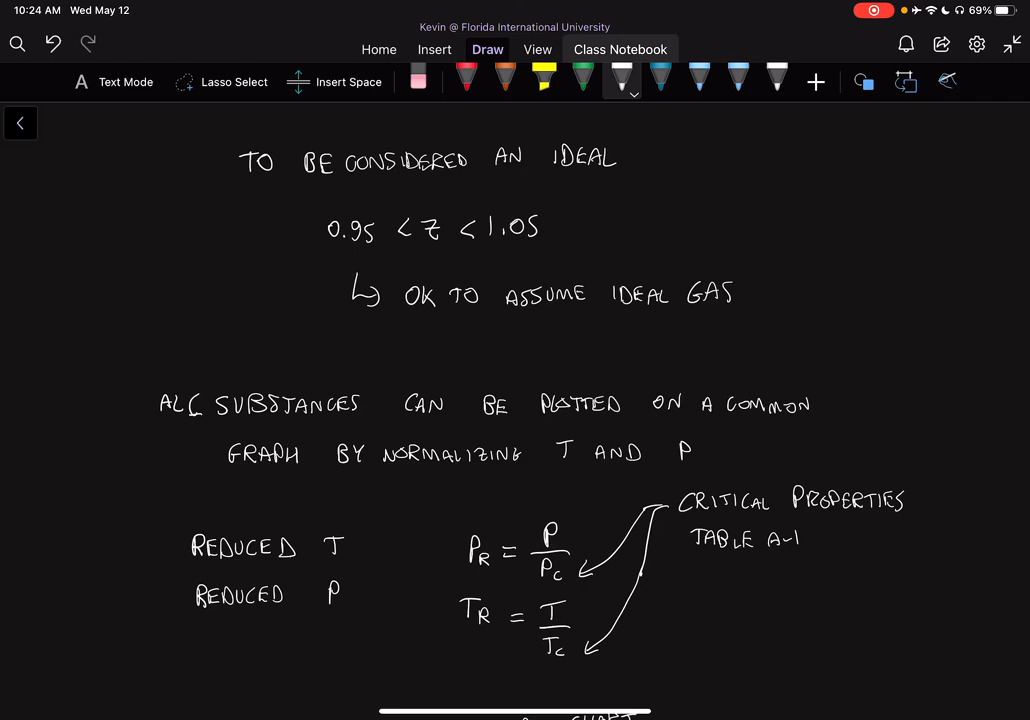 10:24 AM Wed May 12
69%
Kevin @ Florida International University
Home Insert Draw View Class Notebook
A Text Mode Lasso Select Insert Space
TO BE CONSIDERED AN IDEAL
0.95 < Z < 1.05
↳ OK TO ASSUME IDEAL GAS
ALL SUBSTANCES CAN BE PLOTTED ON A COMMON
GRAPH BY NORMALIZING T AND P
CRITICAL PROPERTIES
TABLE A-1
REDUCED T
P_R = P / P_C
REDUCED P
T_R = T / T_C
CHART